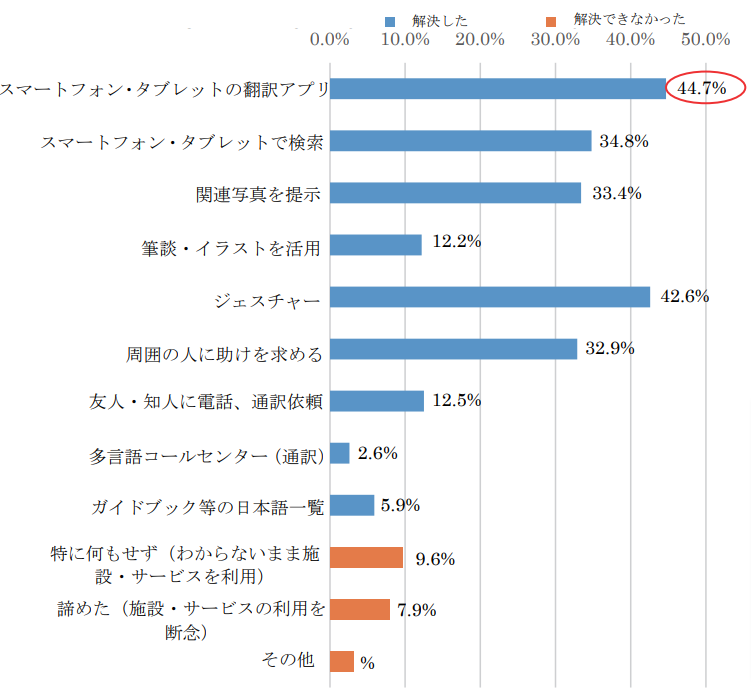 解決した 解決できなかった
0.0% 10.0% 20.0% 30.0% 40.0% 50.0%
スマートフォン・タブレットの翻訳アプリ 44.7%
スマートフォン・タブレットで検索 34.8%
関連写真を提示 33.4%
筆談・イラストを活用 12.2%
ジェスチャー 42.6%
周囲の人に助けを求める 32.9%
友人・知人に電話、通訳依頼 12.5%
多言語コールセンター（通訳） 2.6%
ガイドブック等の日本語一覧 5.9%
特に何もせず（わからないまま施
設・サービスを利用） 9.6%
諦めた（施設・サービスの利用を
断念） 7.9%
その他 %